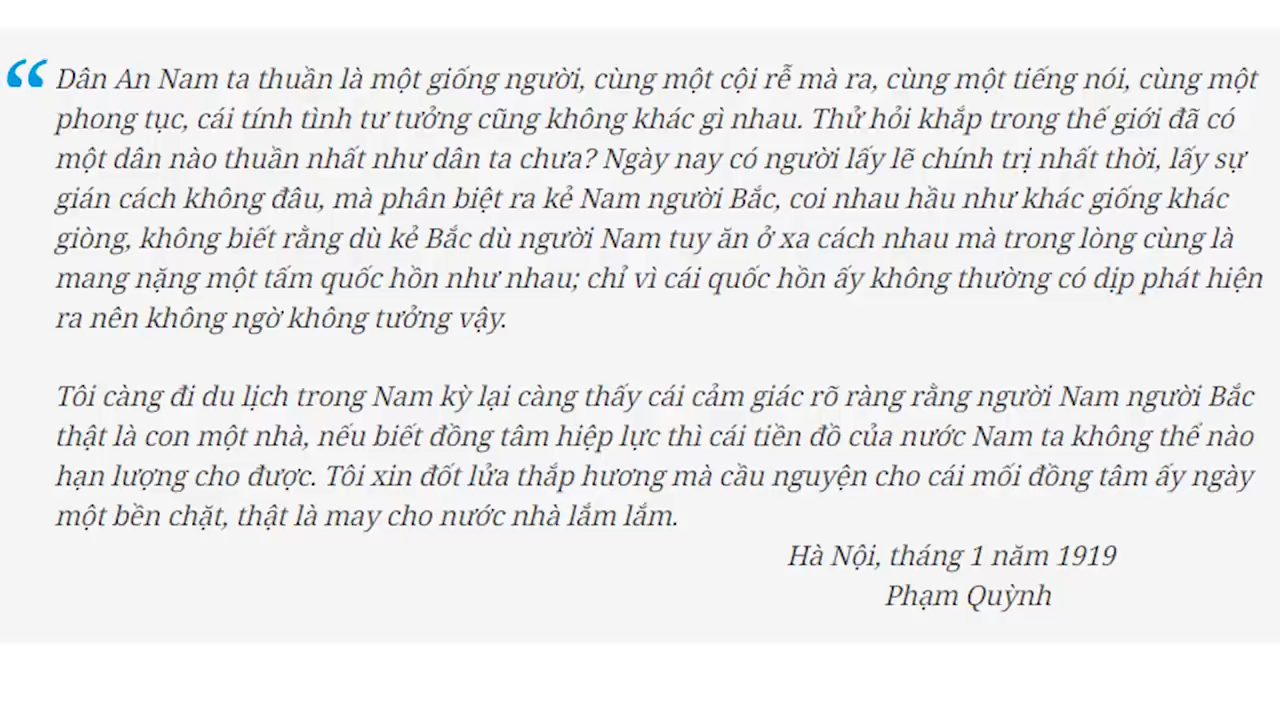 “ Dân An Nam ta thuần là một giống người, cùng một cội rễ mà ra, cùng một tiếng nói, cùng một
phong tục, cái tính tình tư tưởng cũng không khác gì nhau. Thử hỏi khắp trong thế giới đã có
một dân nào thuần nhất như dân ta chưa? Ngày nay có người lấy lẽ chính trị nhất thời, lấy sự
gián cách không đâu, mà phân biệt ra kẻ Nam người Bắc, coi nhau hầu như khác giống khác
giòng, không biết rằng dù kẻ Bắc dù người Nam tuy ăn ở xa cách nhau mà trong lòng cùng là
mang nặng một tấm quốc hồn như nhau; chỉ vì cái quốc hồn ấy không thường có dịp phát hiện
ra nên không ngờ không tưởng vậy.
Tôi càng đi du lịch trong Nam kỳ lại càng thấy cái cảm giác rõ ràng rằng người Nam người Bắc
thật là con một nhà, nếu biết đồng tâm hiệp lực thì cái tiền đồ của nước Nam ta không thể nào
hạn lượng cho được. Tôi xin đốt lửa thắp hương mà cầu nguyện cho cái mối đồng tâm ấy ngày
một bền chặt, thật là may cho nước nhà lắm lắm.
Hà Nội, tháng 1 năm 1919
Phạm Quỳnh